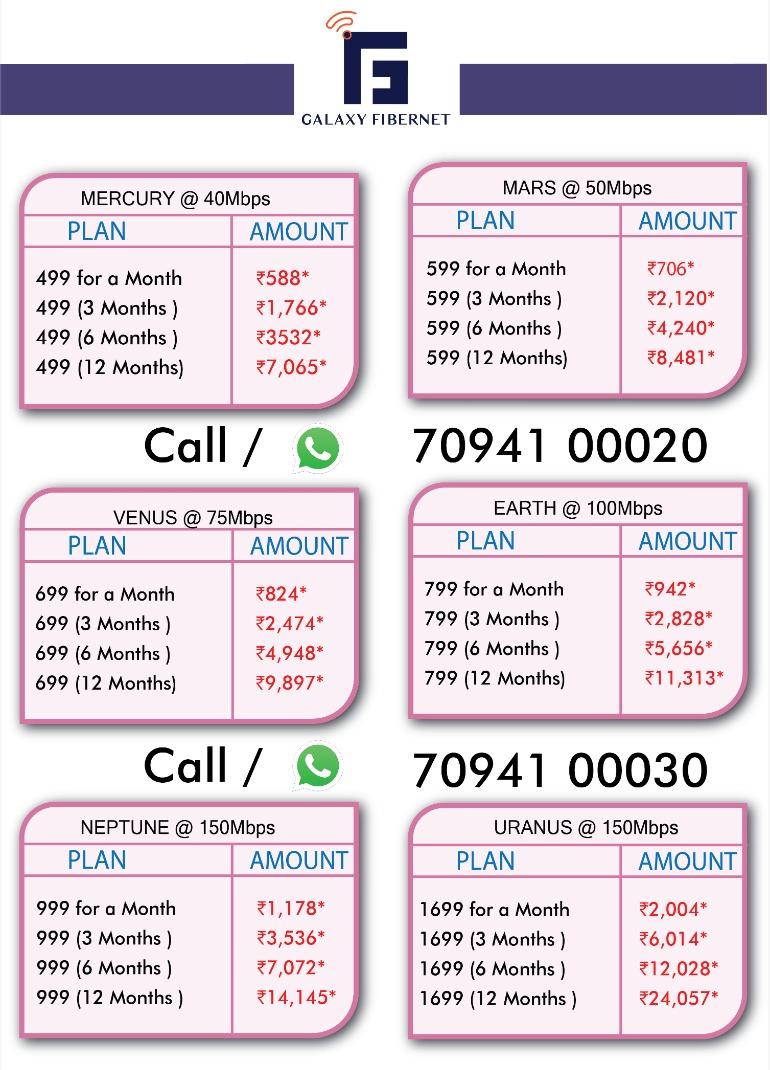 GALAXY FIBERNET
MERCURY @ 40Mbps
PLAN AMOUNT
499 for a Month ₹588*
499 (3 Months ) ₹1,766*
499 (6 Months ) ₹3532*
499 (12 Months) ₹7,065*
MARS @ 50Mbps
PLAN AMOUNT
599 for a Month ₹706*
599 (3 Months ) ₹2,120*
599 (6 Months ) ₹4,240*
599 (12 Months) ₹8,481*
Call / 70941 00020
VENUS @ 75Mbps
PLAN AMOUNT
699 for a Month ₹824*
699 (3 Months ) ₹2,474*
699 (6 Months ) ₹4,948*
699 (12 Months) ₹9,897*
EARTH @ 100Mbps
PLAN AMOUNT
799 for a Month ₹942*
799 (3 Months ) ₹2,828*
799 (6 Months ) ₹5,656*
799 (12 Months) ₹11,313*
Call / 70941 00030
NEPTUNE @ 150Mbps
PLAN AMOUNT
999 for a Month ₹1,178*
999 (3 Months ) ₹3,536*
999 (6 Months ) ₹7,072*
999 (12 Months ) ₹14,145*
URANUS @ 150Mbps
PLAN AMOUNT
1699 for a Month ₹2,004*
1699 (3 Months ) ₹6,014*
1699 (6 Months ) ₹12,028*
1699 (12 Months ) ₹24,057*